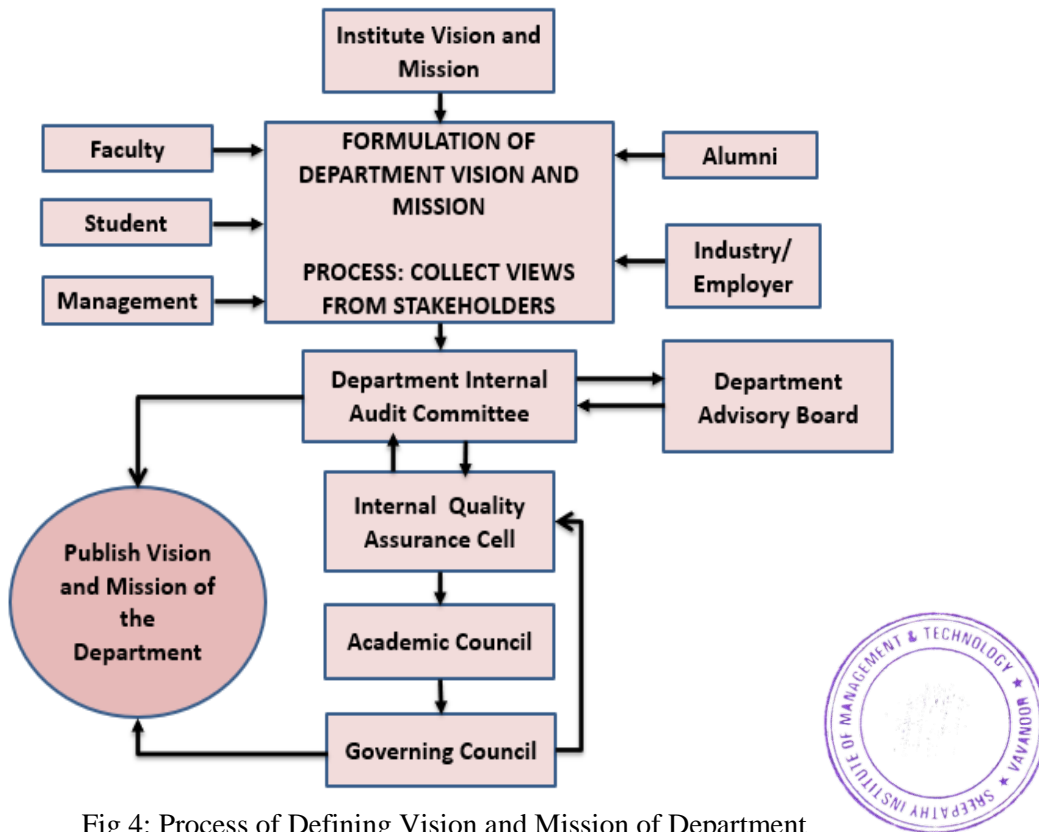 Institute Vision and
Mission
Faculty
Student
Management
FORMULATION OF
DEPARTMENT VISION AND
MISSION
PROCESS: COLLECT VIEWS
FROM STAKEHOLDERS
Alumni
Industry/
Employer
Department Internal
Audit Committee
Department
Advisory Board
Internal Quality
Assurance Cell
Publish Vision
and Mission of
the
Department
Academic Council
Governing Council
SREEPATHY INSTITUTE OF MANAGEMENT & TECHNOLOGY ★ VAVANOOR ★
Fig 4: Process of Defining Vision and Mission of Department